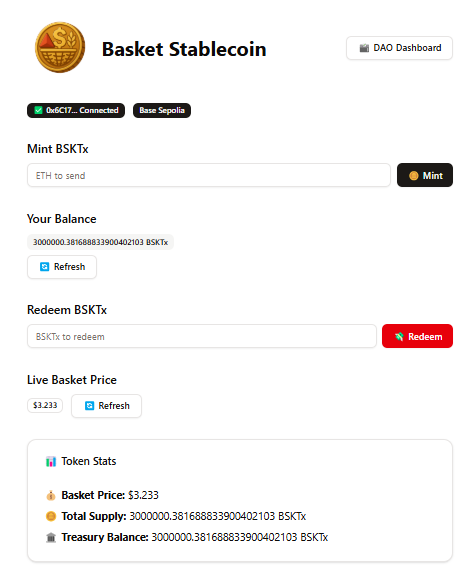 Basket Stablecoin
DAO Dashboard
0x6C17... Connected
Base Sepolia
Mint BSKTx
ETH to send
Mint
Your Balance
3000000.381688833900402103 BSKTx
Refresh
Redeem BSKTx
BSKTx to redeem
Redeem
Live Basket Price
$3.233
Refresh
Token Stats
Basket Price: $3.233
Total Supply: 3000000.381688833900402103 BSKTx
Treasury Balance: 3000000.381688833900402103 BSKTx